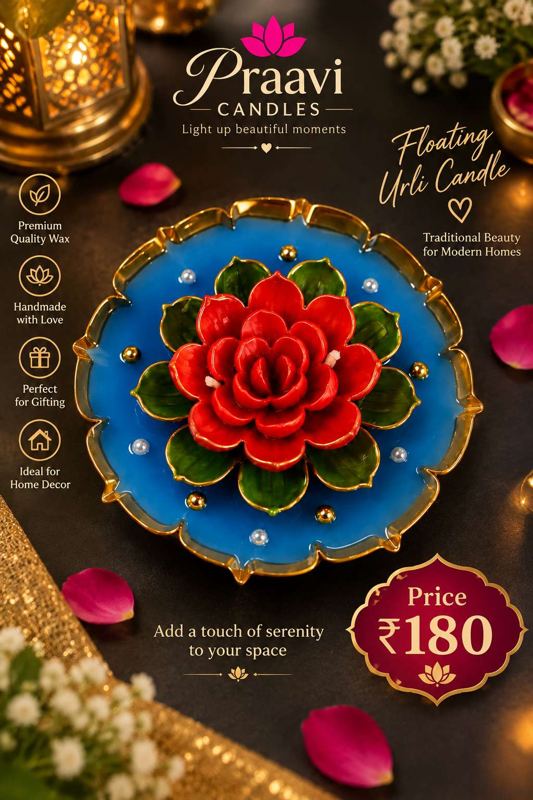 Praavi
CANDLES
Light up beautiful moments
Floating
Urli Candle
Traditional Beauty
for Modern Homes
Premium
Quality Wax
Handmade
with Love
Perfect
for Gifting
Ideal for
Home Decor
Add a touch of serenity
to your space
Price
₹180